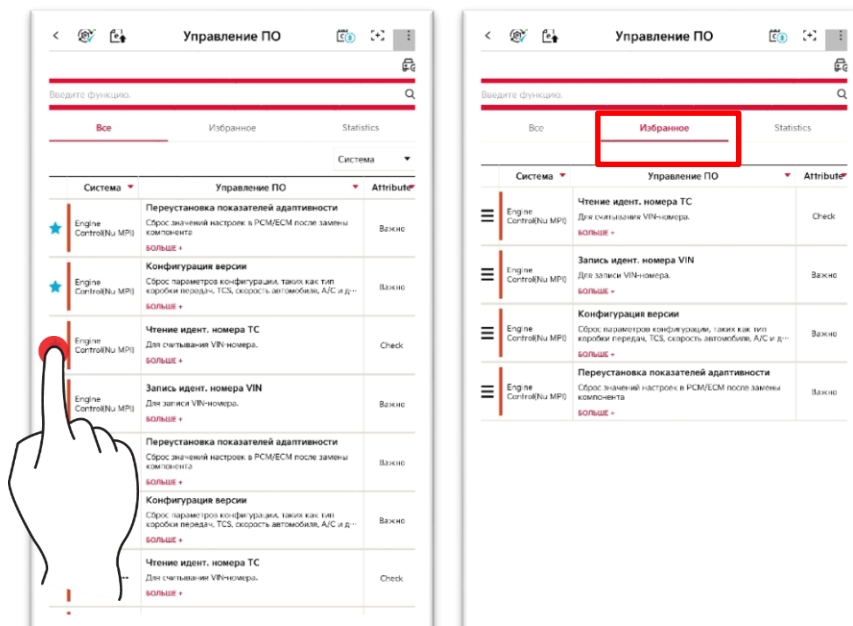 Управление ПО
Введите функцию.
Все Избранное Statistics
Система
Система Управление ПО Attribute
Переустановка показателей адаптивности
Engine Control(Nu MPI)
Сброс значений настроек в PCM/ECM после замены
компонента
Важно
БОЛЬШЕ +
Конфигурация версии
Engine Control(Nu MPI)
Сброс параметров конфигурации, таких как тип
коробки передач, TCS, скорость автомобиля, A/C и д···
Важно
БОЛЬШЕ +
Чтение идент. номера ТС
Engine Control(Nu MPI)
Для считывания VIN-номера.
Check
БОЛЬШЕ +
Запись идент. номера VIN
Engine Control(Nu MPI)
Для записи VIN-номера.
Важно
БОЛЬШЕ +
Переустановка показателей адаптивности
Сброс значений настроек в PCM/ECM после замены
компонента
Важно
БОЛЬШЕ +
Конфигурация версии
Сброс параметров конфигурации, таких как тип
коробки передач, TCS, скорость автомобиля, A/C и д···
Важно
БОЛЬШЕ +
Чтение идент. номера ТС
Для считывания VIN-номера.
Check
БОЛЬШЕ +
Управление ПО
Введите функцию.
Все Избранное Statistics
Система Управление ПО Attribute
Чтение идент. номера ТС
Engine Control(Nu MPI)
Для считывания VIN-номера.
Check
БОЛЬШЕ +
Запись идент. номера VIN
Engine Control(Nu MPI)
Для записи VIN-номера.
Важно
БОЛЬШЕ +
Конфигурация версии
Engine Control(Nu MPI)
Сброс параметров конфигурации, таких как тип
коробки передач, TCS, скорость автомобиля, A/C и д···
Важно
БОЛЬШЕ +
Переустановка показателей адаптивности
Engine Control(Nu MPI)
Сброс значений настроек в PCM/ECM после замены
компонента
Важно
БОЛЬШЕ +